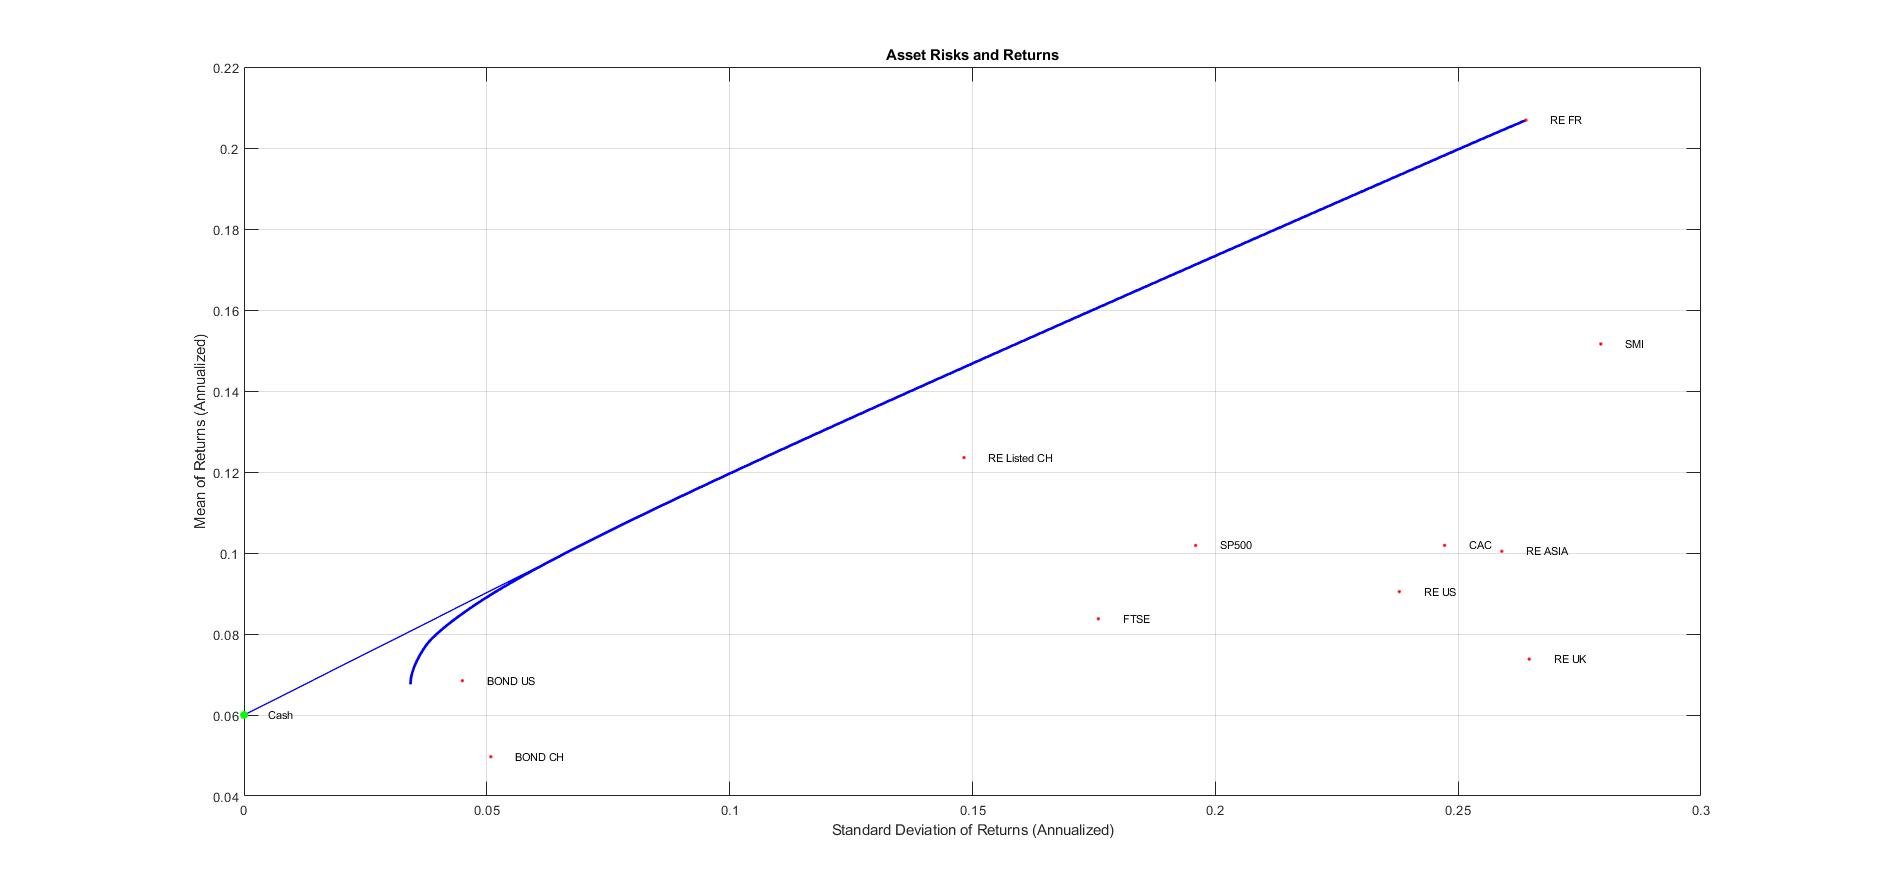 Asset Risks and Returns
0.22
RE FR
0.2
0.18
0.16
SMI
0.14
RE Listed CH
0.12
SP500
CAC
RE ASIA
0.1
RE US
FTSE
0.08
RE UK
BOND US
0.06
Cash
BOND CH
0.04
Mean of Returns (Annualized)
0
0.05
0.1
0.15
0.2
0.25
0.3
Standard Deviation of Returns (Annualized)